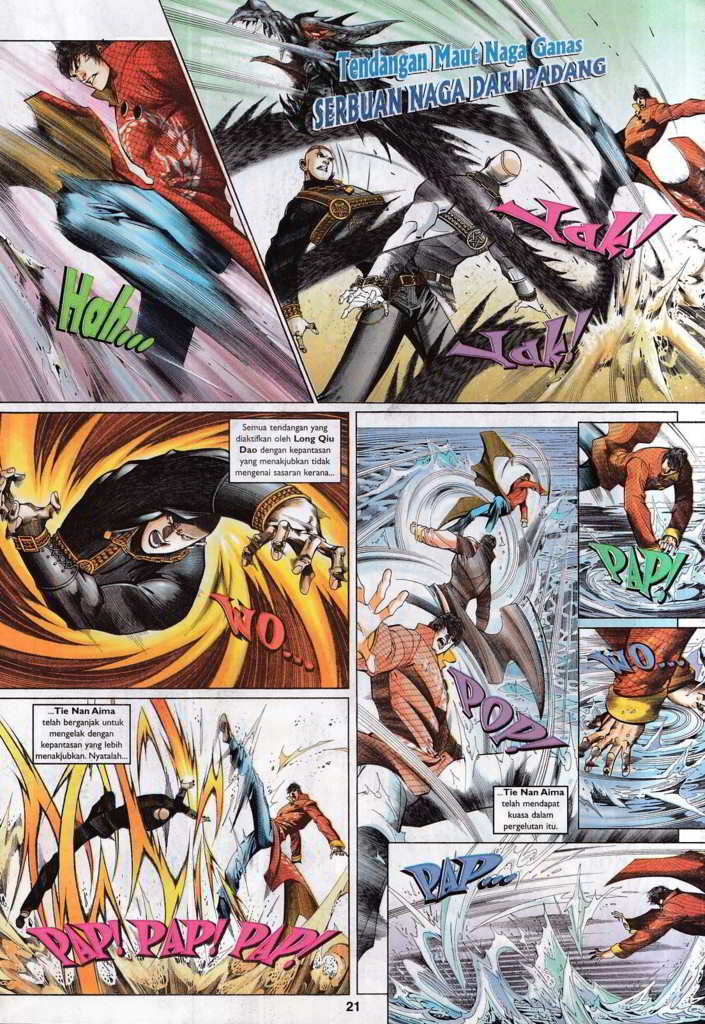 Tendangan Maut Naga Ganas
SERBUAN NAGA DARI PADANG
Hah...
Yak!
Yak!
Semua tendangan yang
diaktifkan oleh Long Qiu
Dao dengan kepantasan
yang menakjubkan tidak
mengenai sasaran kerana...
WO...
...Tie Nan Aima
telah berganjak untuk
mengelak dengan
kepantasan yang lebih
menakjubkan. Nyatalah...
PAP! PAP! PAP!
POP!
...Tie Nan Aima
telah mendapat
kuasa dalam
pergelutan itu.
PAP!
WO...
PAP...
21